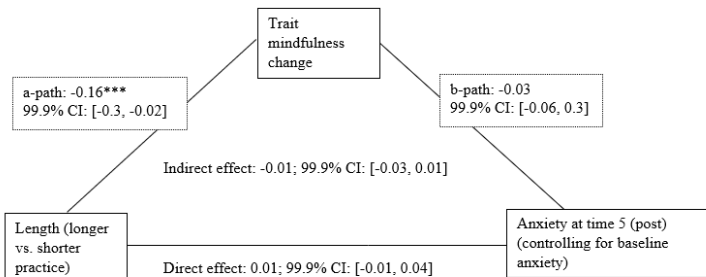 Trait
mindfulness
change
a-path: -0.16***
99.9% CI: [-0.3, -0.02]
b-path: -0.03
99.9% CI: [-0.06, 0.3]
Indirect effect: -0.01; 99.9% CI: [-0.03, 0.01]
Length (longer
vs. shorter
practice)
Anxiety at time 5 (post)
(controlling for baseline
anxiety)
Direct effect: 0.01; 99.9% CI: [-0.01, 0.04]